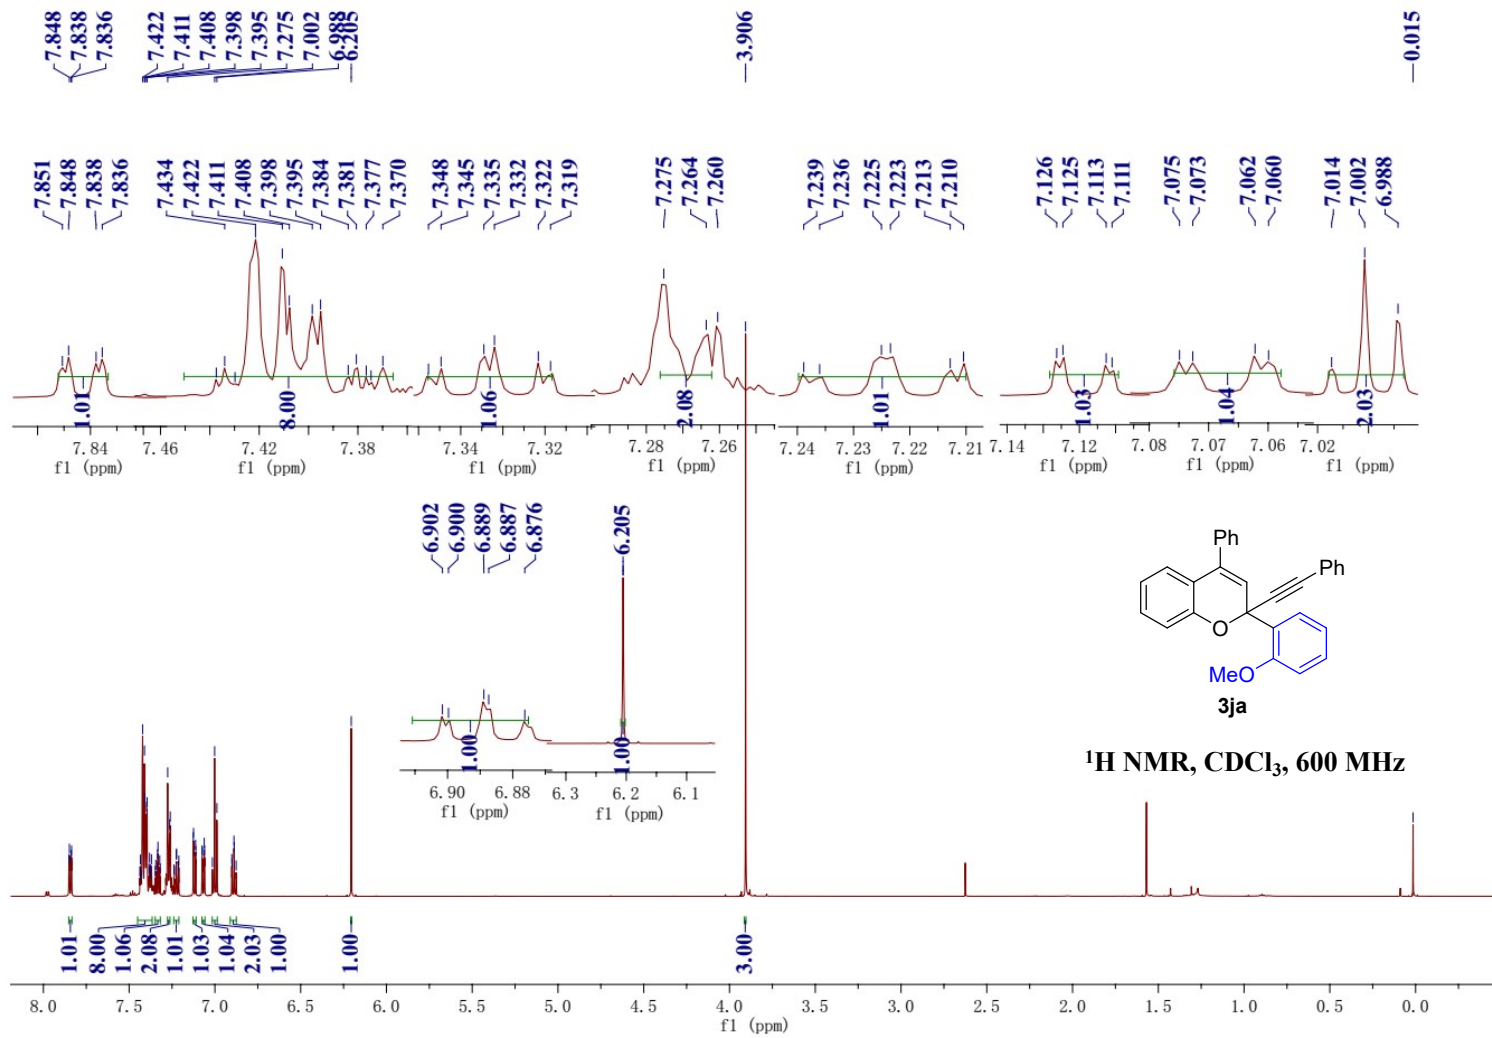 7.848 7.838 7.836 7.422 7.411 7.408 7.398 7.395 7.275 7.002 6.988 6.205 3.906 0.015
7.851 7.848 7.838 7.836 7.434 7.422 7.411 7.408 7.398 7.395 7.384 7.381 7.377 7.370 7.348 7.345 7.335 7.332 7.322 7.319 7.275 7.264 7.260 7.239 7.236 7.225 7.223 7.213 7.210 7.126 7.125 7.113 7.111 7.075 7.073 7.062 7.060 7.014 7.002 6.988
1.01 8.00 1.06 2.08 1.01 1.03 1.04 2.03
7.84 7.46 7.42 7.38 7.34 7.32 7.28 7.26 7.24 7.23 7.22 7.21 7.14 7.12 7.08 7.07 7.06 7.02
f1 (ppm) f1 (ppm) f1 (ppm) f1 (ppm) f1 (ppm) f1 (ppm) f1 (ppm) f1 (ppm)
6.902 6.900 6.889 6.887 6.876 6.205
1.00 1.00
6.90 6.88 6.3 6.2 6.1
f1 (ppm) f1 (ppm)
Ph
Ph
O
MeO
3ja
¹H NMR, CDCl₃, 600 MHz
1.01 8.00 1.06 2.08 1.01 1.03 1.04 2.03 1.00 1.00 3.00
8.0 7.5 7.0 6.5 6.0 5.5 5.0 4.5 4.0 3.5 3.0 2.5 2.0 1.5 1.0 0.5 0.0
f1 (ppm)